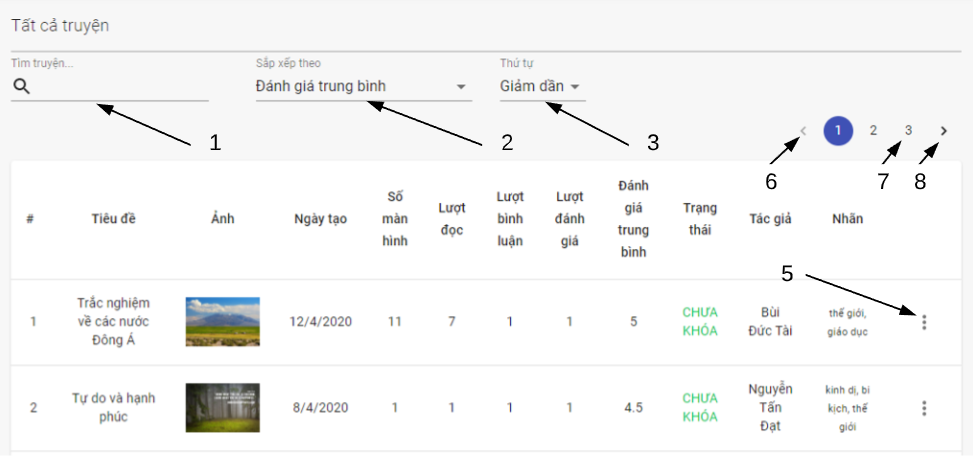 Tất cả truyện
Tìm truyện...
Sắp xếp theo
Thứ tự
Đánh giá trung bình
Giảm dần
1
2
3
1
2
3
6
7
8
#
Tiêu đề
Ảnh
Ngày tạo
Số
màn
hình
Lượt
đọc
Lượt
bình
luận
Lượt
đánh
giá
Đánh
giá
trung
bình
Trạng
thái
Tác giả
Nhãn
5
1
Trắc nghiệm
về các nước
Đông Á
12/4/2020
11
7
1
1
5
CHƯA
KHÓA
Bùi
Đức Tài
thế giới,
giáo dục
2
Tự do và hạnh
phúc
8/4/2020
1
1
1
1
4.5
CHƯA
KHÓA
Nguyễn
Tấn
Đạt
kinh dị, bi
kịch, thế
giới